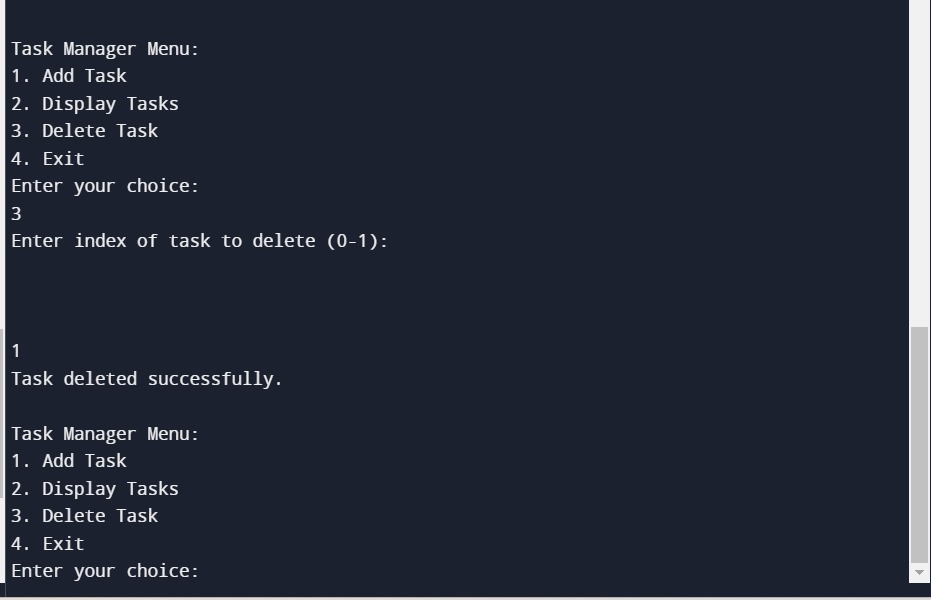 Task Manager Menu:
1. Add Task
2. Display Tasks
3. Delete Task
4. Exit
Enter your choice:
3
Enter index of task to delete (0-1):
1
Task deleted successfully.
Task Manager Menu:
1. Add Task
2. Display Tasks
3. Delete Task
4. Exit
Enter your choice: